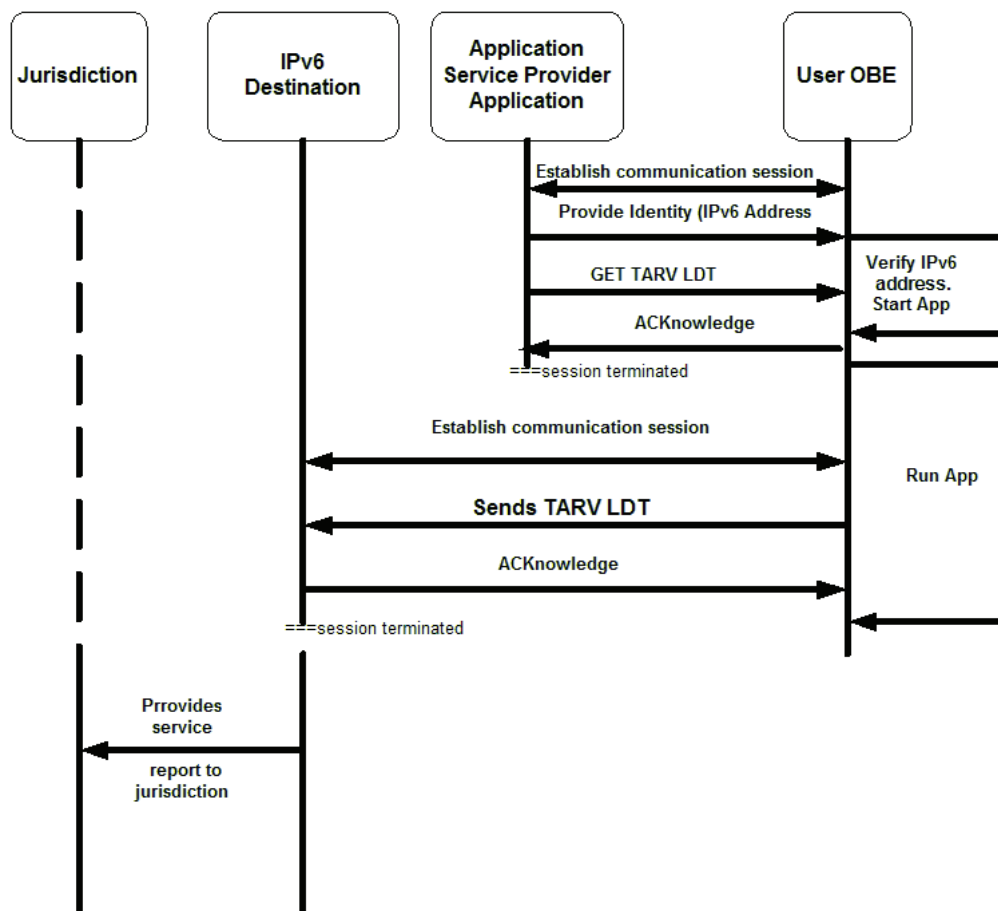 Jurisdiction
IPv6
Destination
Application
Service Provider
Application
User OBE
Establish communication session
Provide Identity (IPv6 Address
Verify IPv6
address.
Start App
GET TARV LDT
ACKnowledge
===session terminated
Establish communication session
Run App
Sends TARV LDT
ACKnowledge
===session terminated
Prrovides
service
report to
jurisdiction